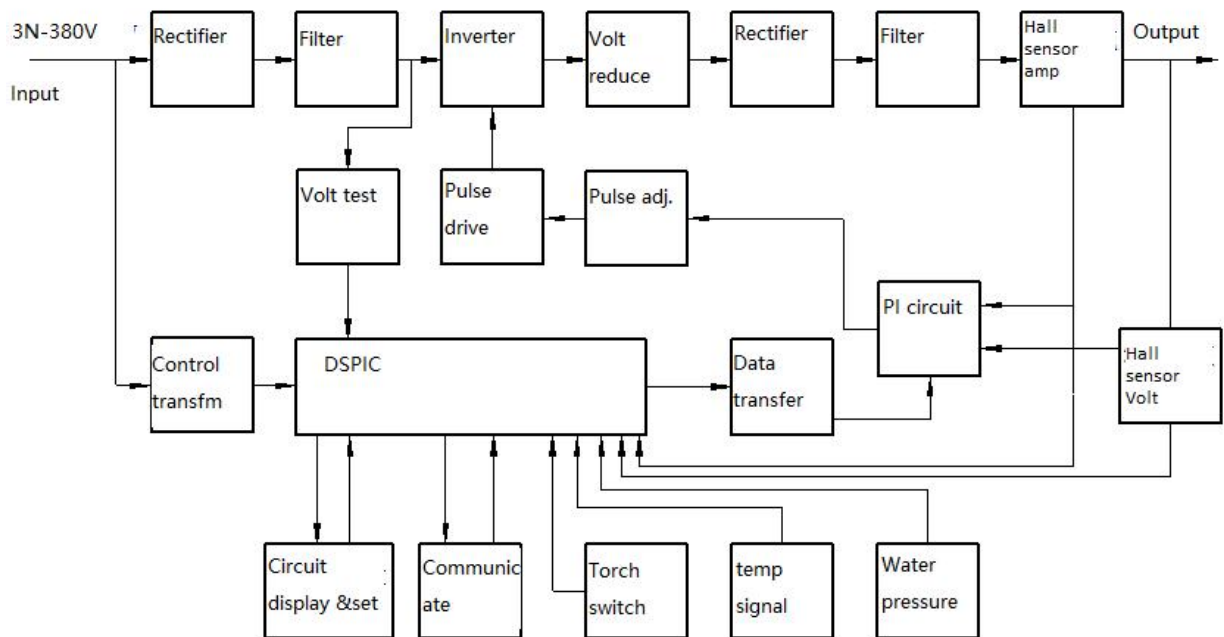 3N-380V
Input
Rectifier
Filter
Inverter
Volt
reduce
Rectifier
Filter
Hall
sensor
amp
Output
Volt test
Pulse
drive
Pulse adj.
PI circuit
Control
transfm
DSPIC
Data
transfer
Hall
sensor
Volt
Circuit
display &set
Communic
ate
Torch
switch
temp
signal
Water
pressure